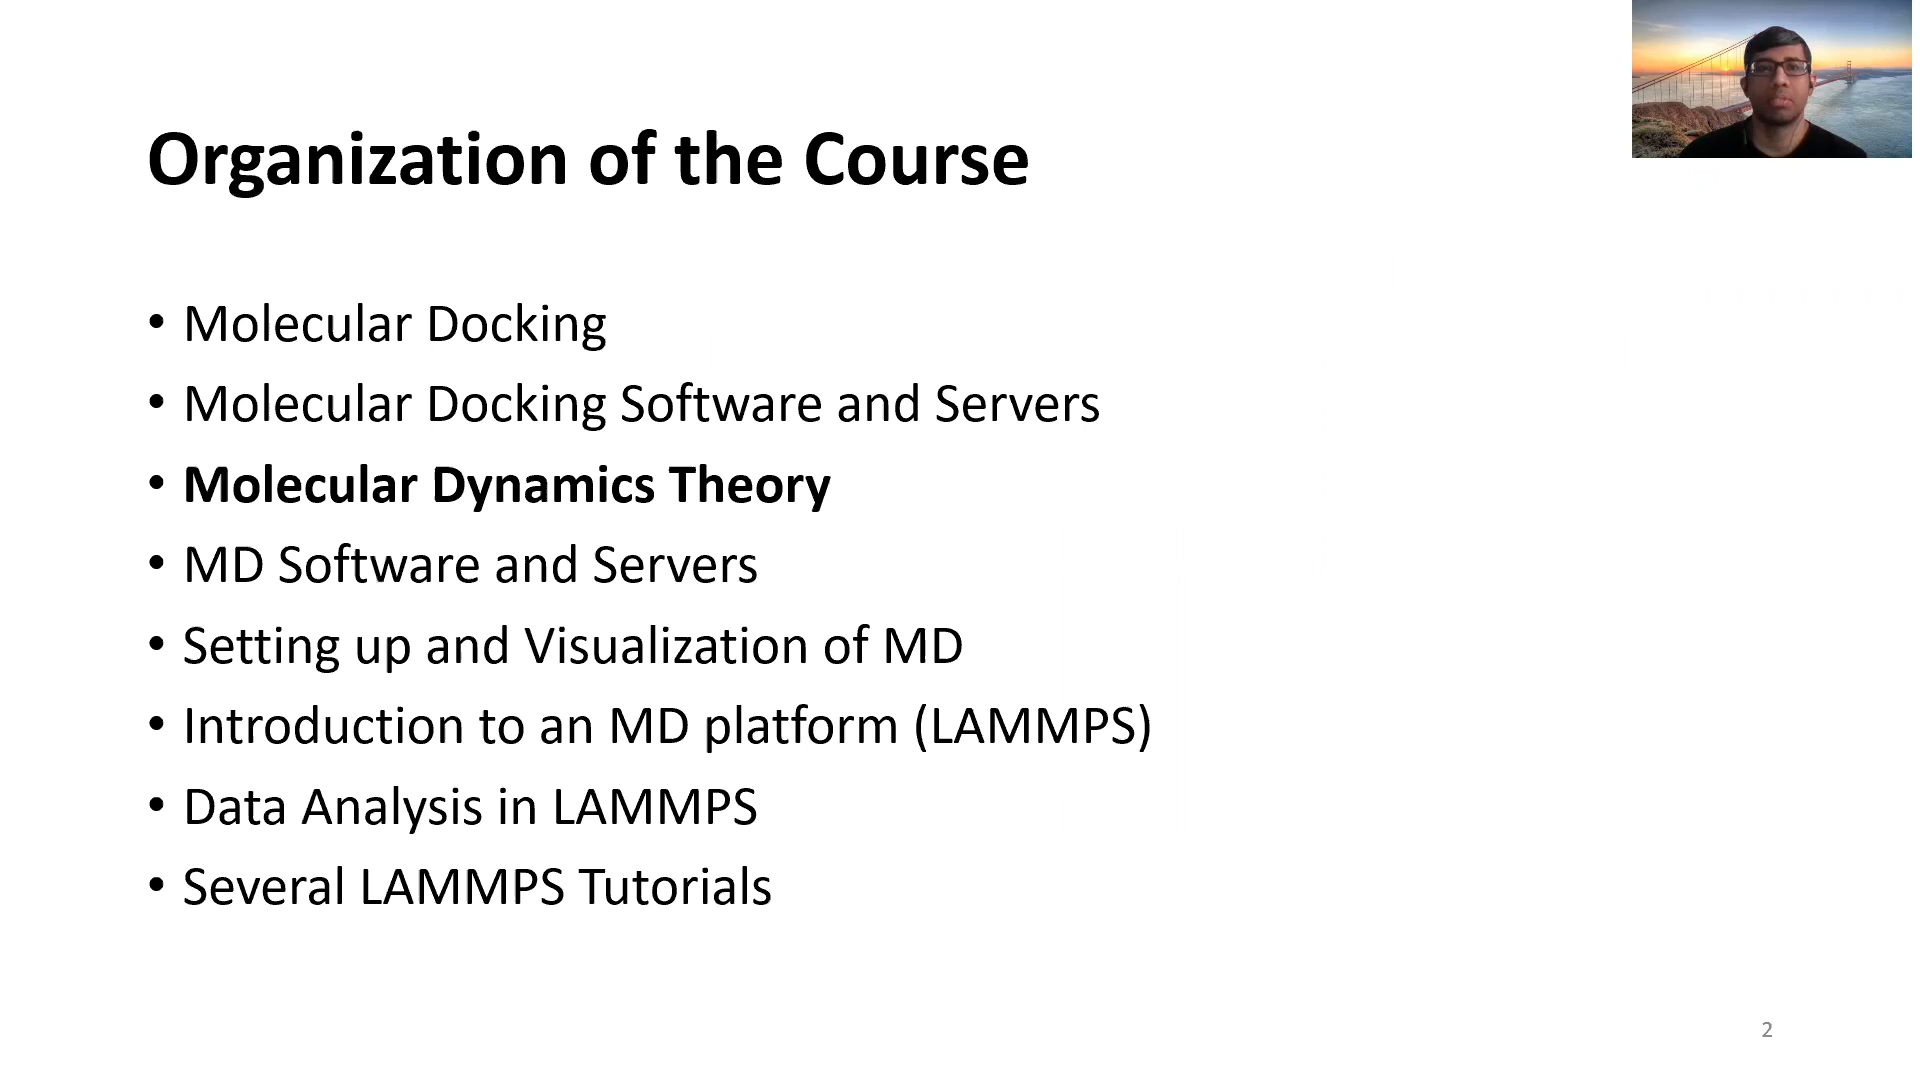 Organization of the Course
• Molecular Docking
• Molecular Docking Software and Servers
• Molecular Dynamics Theory
• MD Software and Servers
• Setting up and Visualization of MD
• Introduction to an MD platform (LAMMPS)
• Data Analysis in LAMMPS
• Several LAMMPS Tutorials
2